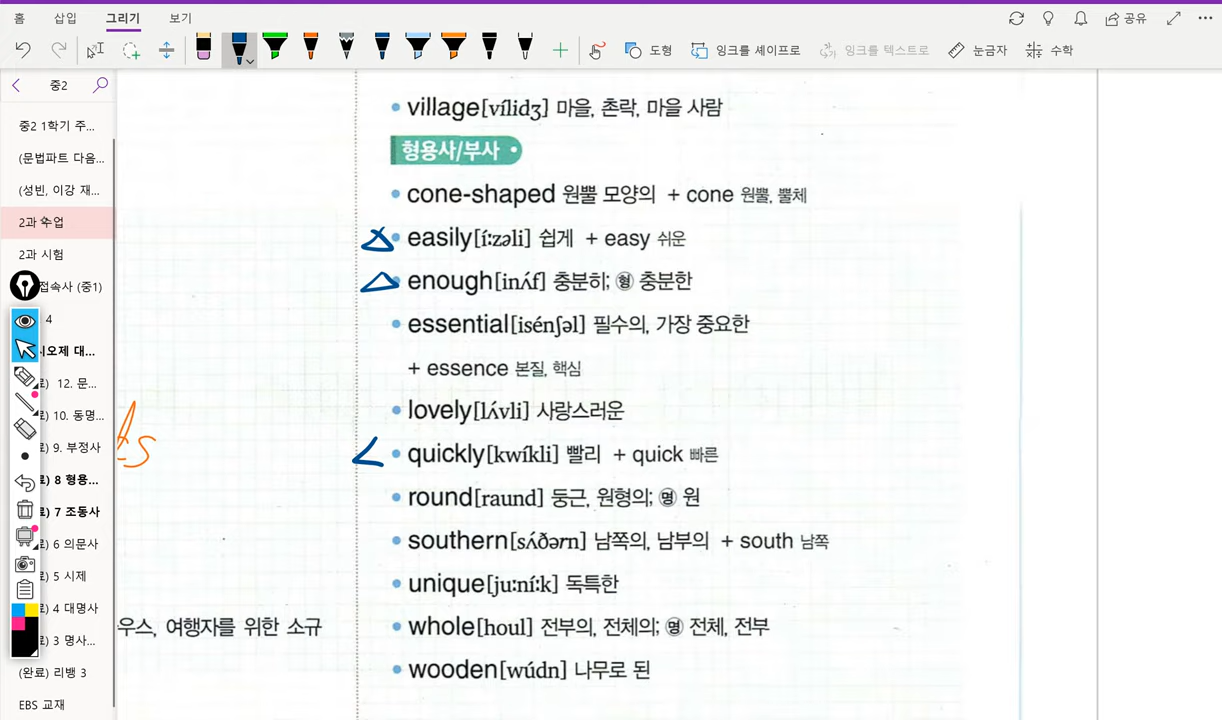 홈 삽입 그리기 보기
공유
도형 잉크를 셰이프로 잉크를 텍스트로 눈금자 수학
중2
중2 1학기 주...
(문법파트 다음...
(성빈, 이강 재...
2과 수업
2과 시험
접속사 (중1)
4
오제 대...
료) 12. 문...
료) 10. 동명...
료) 9. 부정사
료) 8 형용...
료) 7 조동사
료) 6 의문사
료) 5 시제
료) 4 대명사
료) 3 명사...
(완료) 리뱅 3
EBS 교재
As
우스, 여행자를 위한 소규
village[vílidʒ] 마을, 촌락, 마을 사람
형용사/부사
cone-shaped 원뿔 모양의 + cone 원뿔, 뿔체
easily[íːzəli] 쉽게 + easy 쉬운
enough[inʌ́f] 충분히; 형 충분한
essential[isénʃəl] 필수의, 가장 중요한
+ essence 본질, 핵심
lovely[lʌ́vli] 사랑스러운
quickly[kwíkli] 빨리 + quick 빠른
round[raund] 둥근, 원형의; 명 원
southern[sʌ́ðərn] 남쪽의, 남부의 + south 남쪽
unique[juːníːk] 독특한
whole[houl] 전부의, 전체의; 명 전체, 전부
wooden[wúdn] 나무로 된